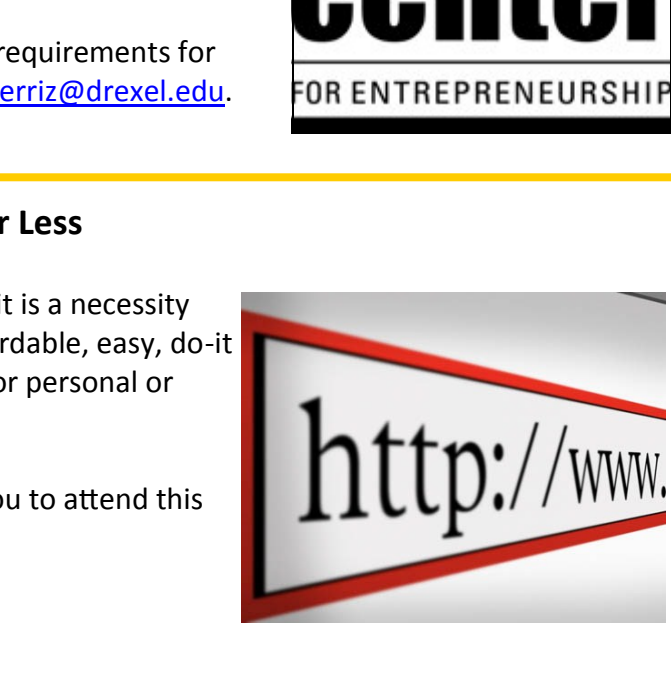 center
requirements for
erriz@drexel.edu.
FOR ENTREPRENEURSHIP
r Less
it is a necessity
rdable, easy, do-it
or personal or
ou to attend this
http://www.